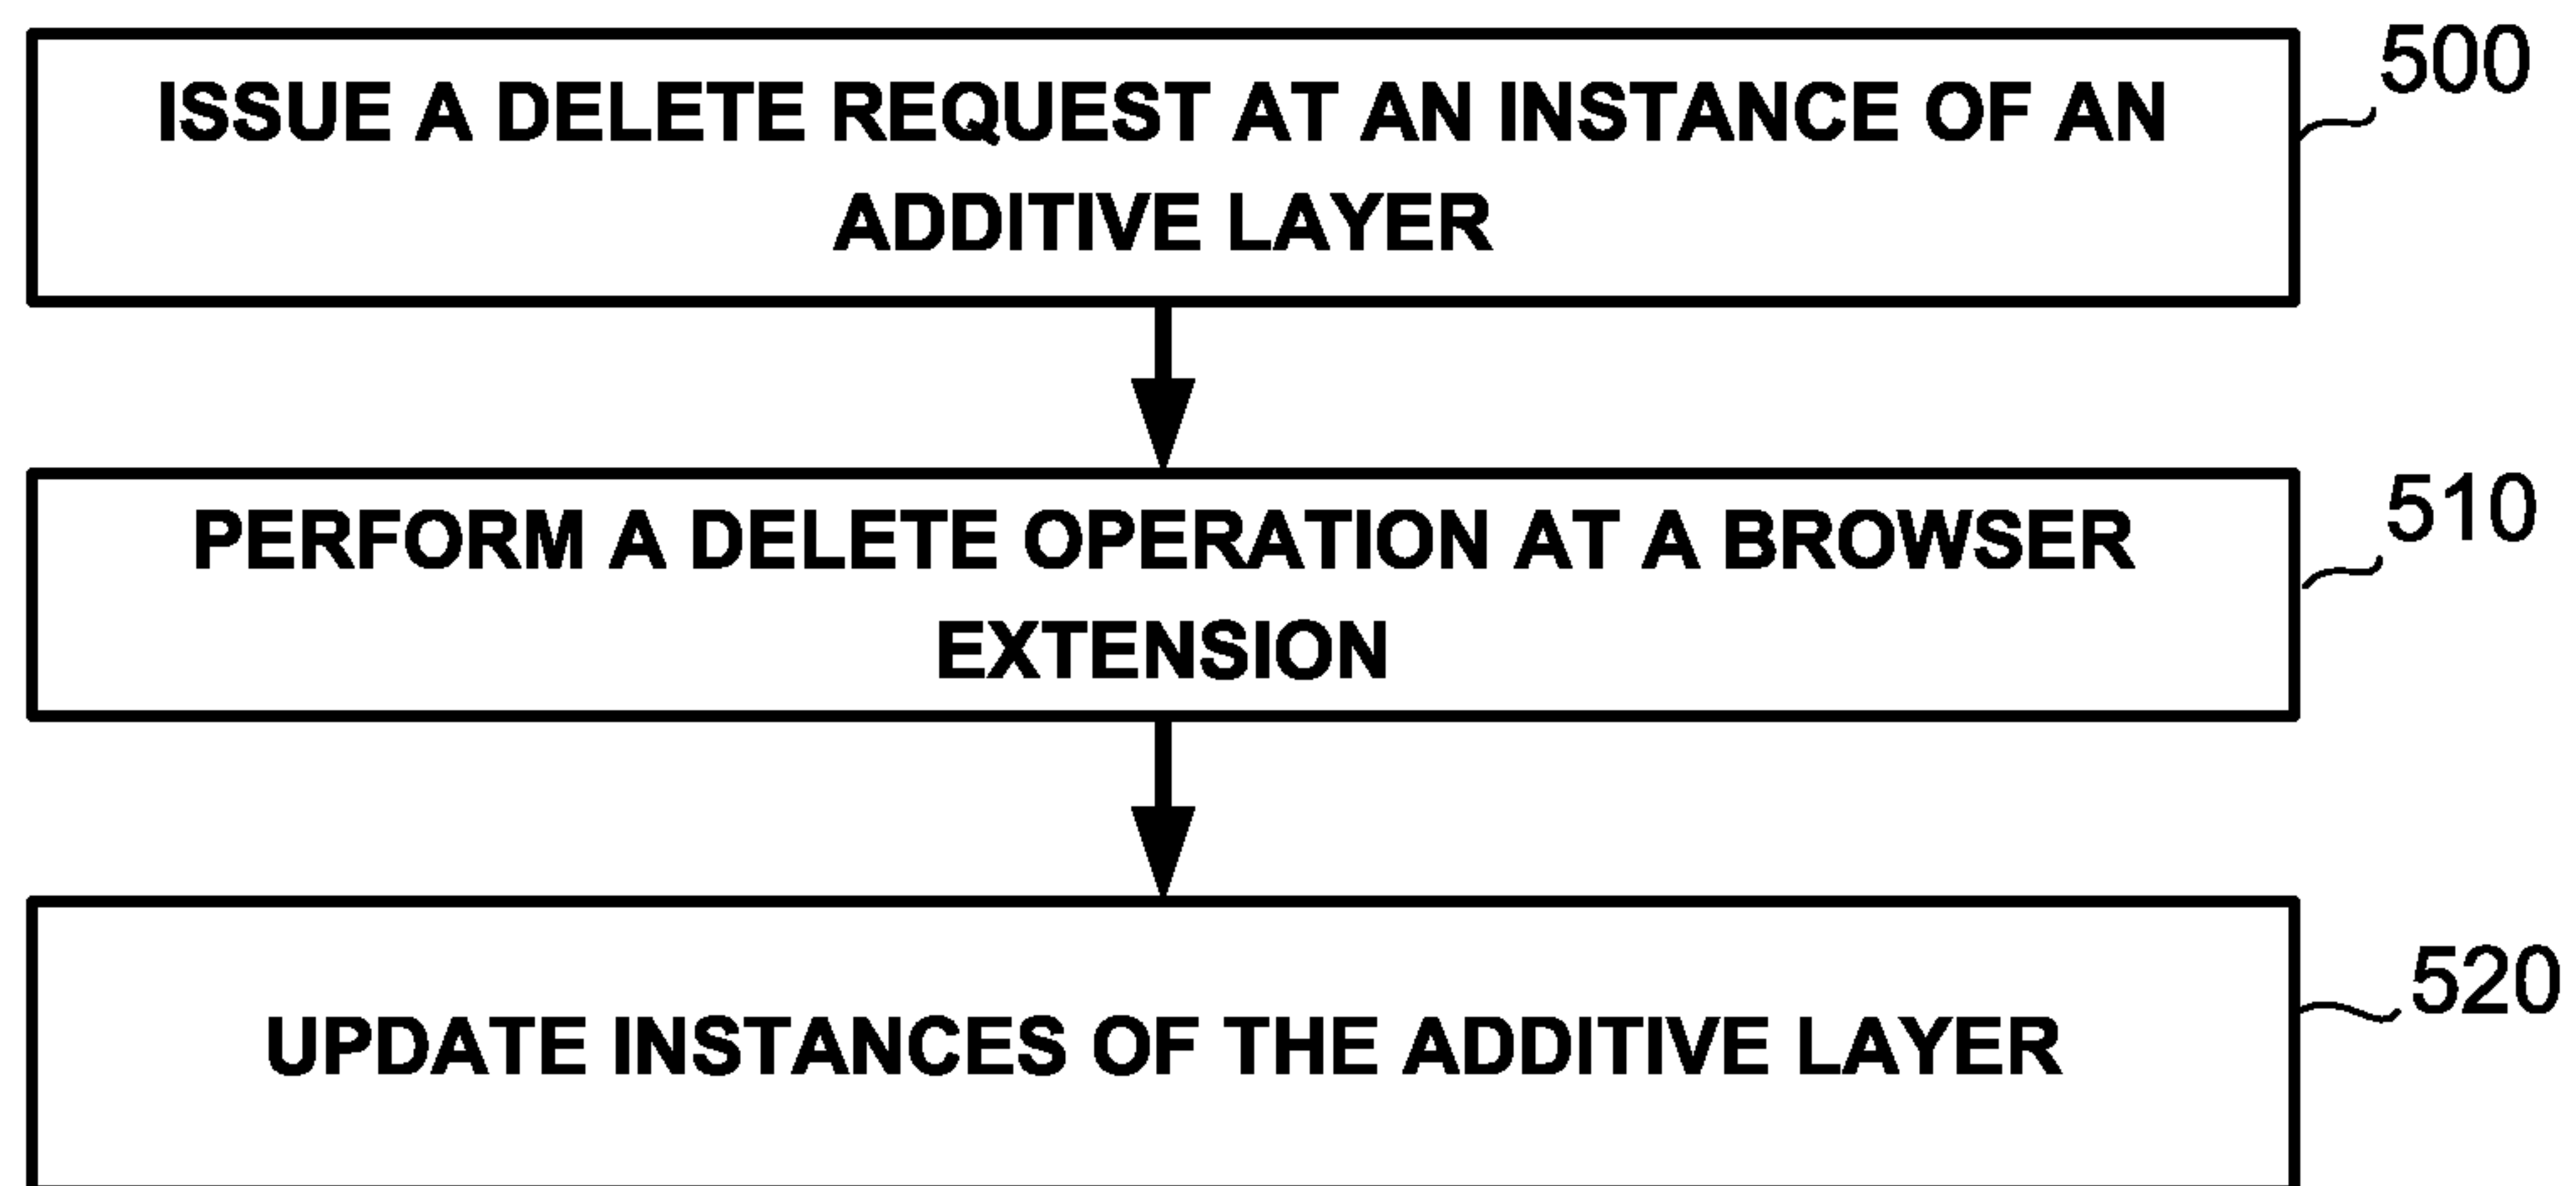 500
ISSUE A DELETE REQUEST AT AN INSTANCE OF AN
ADDITIVE LAYER
510
PERFORM A DELETE OPERATION AT A BROWSER
EXTENSION
520
UPDATE INSTANCES OF THE ADDITIVE LAYER